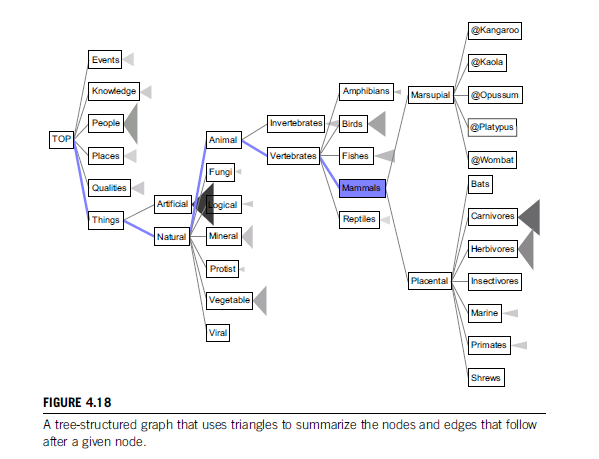 TOP
Events
Knowledge
People
Places
Qualities
Things
Artificial
Natural
Animal
Fungi
Logical
Mineral
Protist
Vegetable
Viral
Invertebrates
Vertebrates
Amphibians
Birds
Fishes
Mammals
Reptiles
Marsupial
Placental
@Kangaroo
@Kaola
@Opussum
@Platypus
@Wombat
Bats
Carnivores
Herbivores
Insectivores
Marine
Primates
Shrews
FIGURE 4.18
A tree-structured graph that uses triangles to summarize the nodes and edges that follow
after a given node.